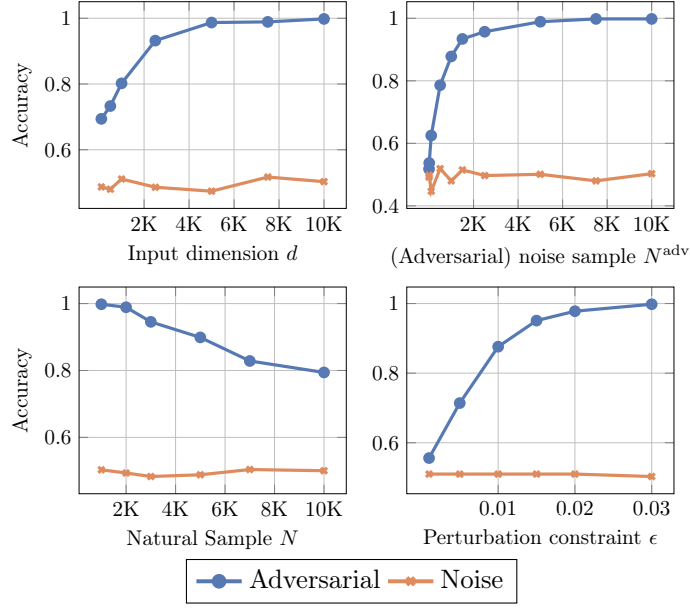 1
0.8
0.6
Accuracy
2K 4K 6K 8K 10K
Input dimension d
1
0.8
0.6
0.4
2K 4K 6K 8K 10K
(Adversarial) noise sample N^adv
1
0.8
0.6
Accuracy
2K 4K 6K 8K 10K
Natural Sample N
1
0.8
0.6
0.01 0.02 0.03
Perturbation constraint ϵ
Adversarial Noise